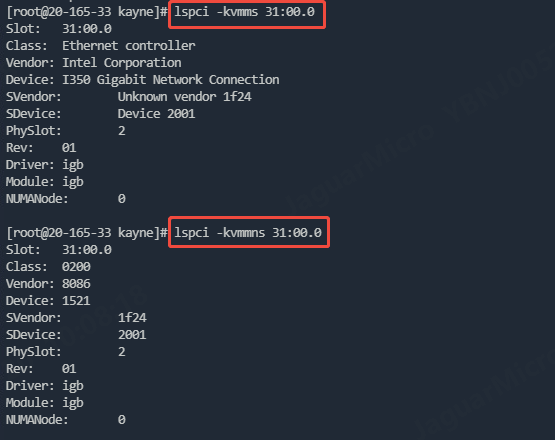 [root@20-165-33 kayne]# lspci -kvmms 31:00.0
Slot:   31:00.0
Class:  Ethernet controller
Vendor: Intel Corporation
Device: I350 Gigabit Network Connection
SVendor:        Unknown vendor 1f24
SDevice:        Device 2001
PhySlot:        2
Rev:    01
Driver: igb
Module: igb
NUMANode:       0

[root@20-165-33 kayne]# lspci -kvmmns 31:00.0
Slot:   31:00.0
Class:  0200
Vendor: 8086
Device: 1521
SVendor:        1f24
SDevice:        2001
PhySlot:        2
Rev:    01
Driver: igb
Module: igb
NUMANode:       0